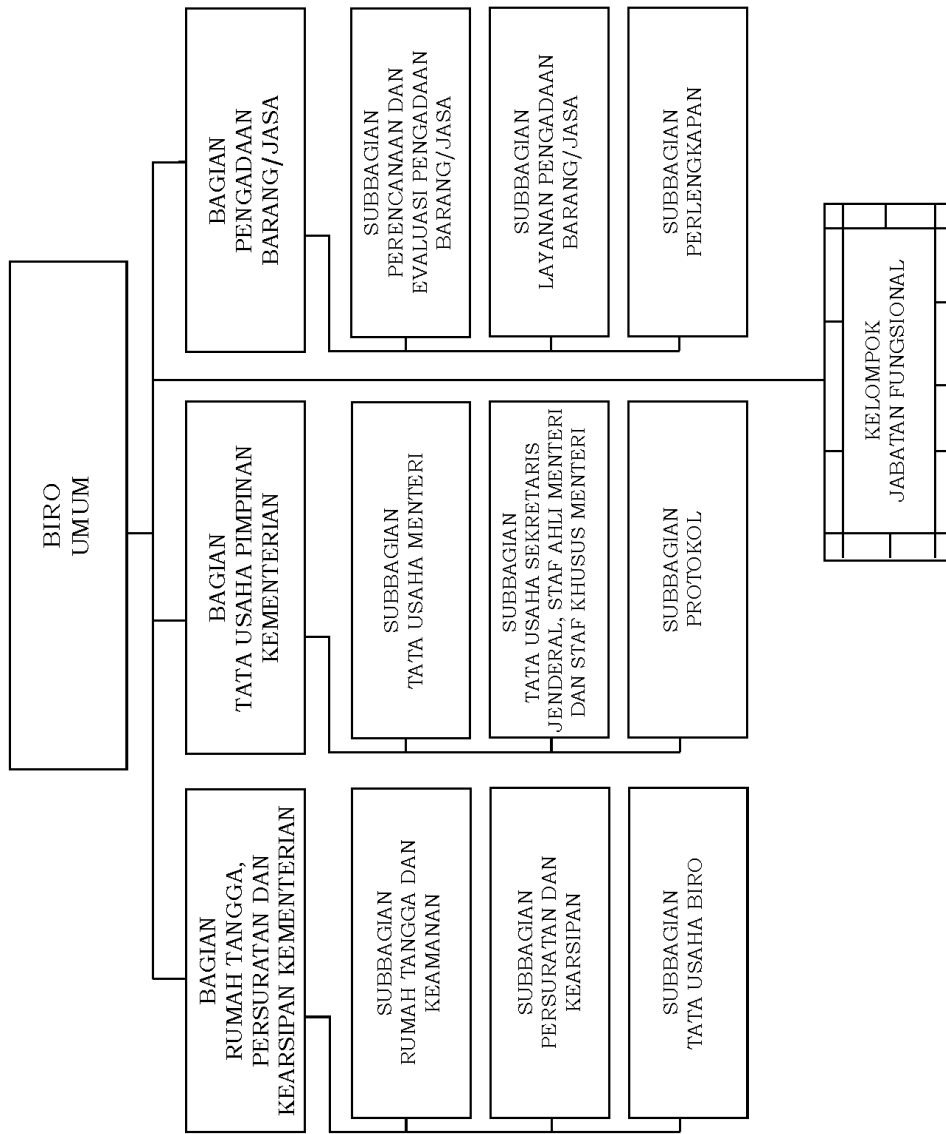 BIRO
UMUM
BAGIAN
RUMAH TANGGA,
PERSURATAN DAN
KEARSIPAN KEMENTERIAN
SUBBAGIAN
RUMAH TANGGA DAN
KEAMANAN
SUBBAGIAN
PERSURATAN DAN
KEARSIPAN
SUBBAGIAN
TATA USAHA BIRO
BAGIAN
TATA USAHA PIMPINAN
KEMENTERIAN
SUBBAGIAN
TATA USAHA MENTERI
SUBBAGIAN
TATA USAHA SEKRETARIS
JENDERAL, STAF AHLI MENTERI
DAN STAF KHUSUS MENTERI
SUBBAGIAN
PROTOKOL
BAGIAN
PENGADAAN
BARANG/JASA
SUBBAGIAN
PERENCANAAN DAN
EVALUASI PENGADAAN
BARANG/JASA
SUBBAGIAN
LAYANAN PENGADAAN
BARANG/JASA
SUBBAGIAN
PERLENGKAPAN
KELOMPOK
JABATAN FUNGSIONAL